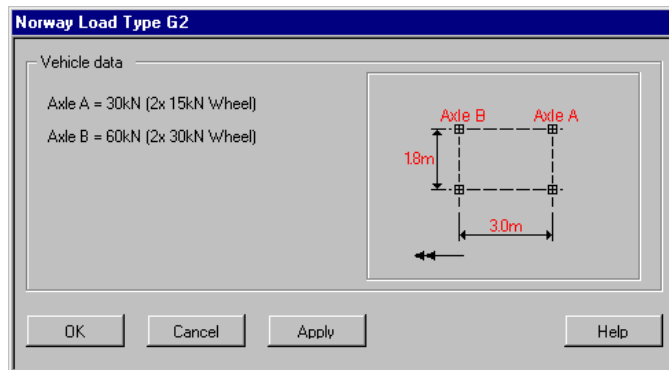 Norway Load Type G2
Vehicle data
Axle A = 30kN (2x 15kN Wheel)
Axle B = 60kN (2x 30kN Wheel)
Axle B Axle A
1.8m
3.0m
OK Cancel Apply Help